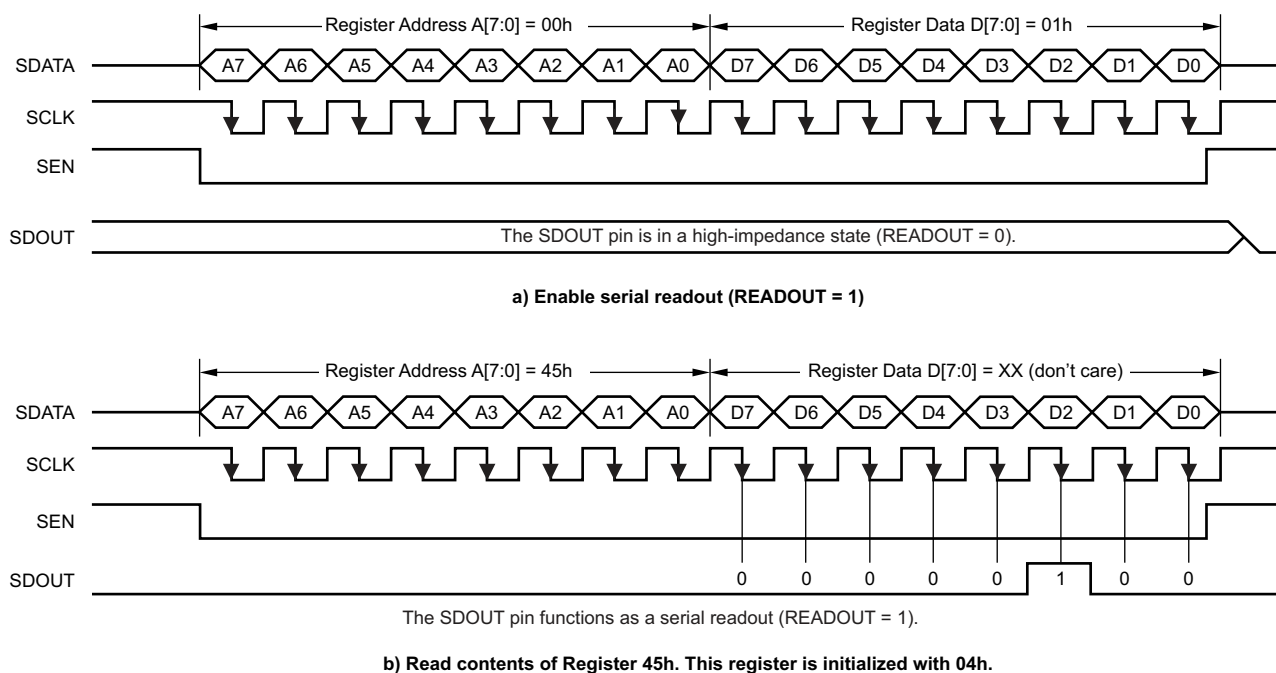 Register Address A[7:0] = 00h Register Data D[7:0] = 01h
SDATA A7 A6 A5 A4 A3 A2 A1 A0 D7 D6 D5 D4 D3 D2 D1 D0
SCLK
SEN
SDOUT The SDOUT pin is in a high-impedance state (READOUT = 0).
a) Enable serial readout (READOUT = 1)
Register Address A[7:0] = 45h Register Data D[7:0] = XX (don't care)
SDATA A7 A6 A5 A4 A3 A2 A1 A0 D7 D6 D5 D4 D3 D2 D1 D0
SCLK
SEN
SDOUT 0 0 0 0 0 1 0 0
The SDOUT pin functions as a serial readout (READOUT = 1).
b) Read contents of Register 45h. This register is initialized with 04h.